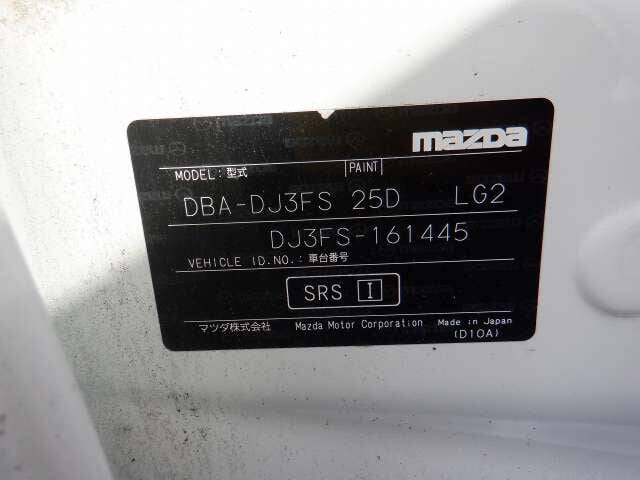 mazda
MODEL:型式 PAINT
DBA-DJ3FS 25D LG2
DJ3FS-161445
VEHICLE ID.NO.:車台番号
SRS I
マツダ株式会社 Mazda Motor Corporation Made in Japan
(D10A)